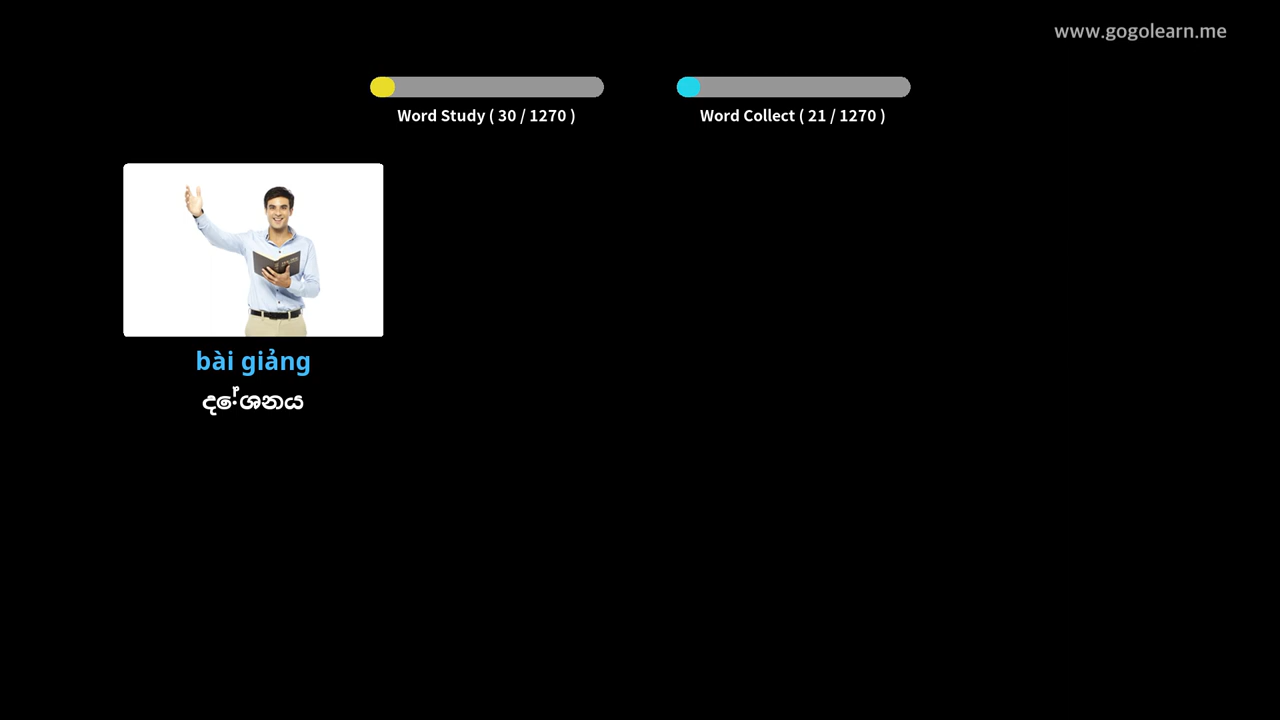 www.gogolearn.me
Word Study ( 30 / 1270 )
Word Collect ( 21 / 1270 )
bài giảng
දේශනය